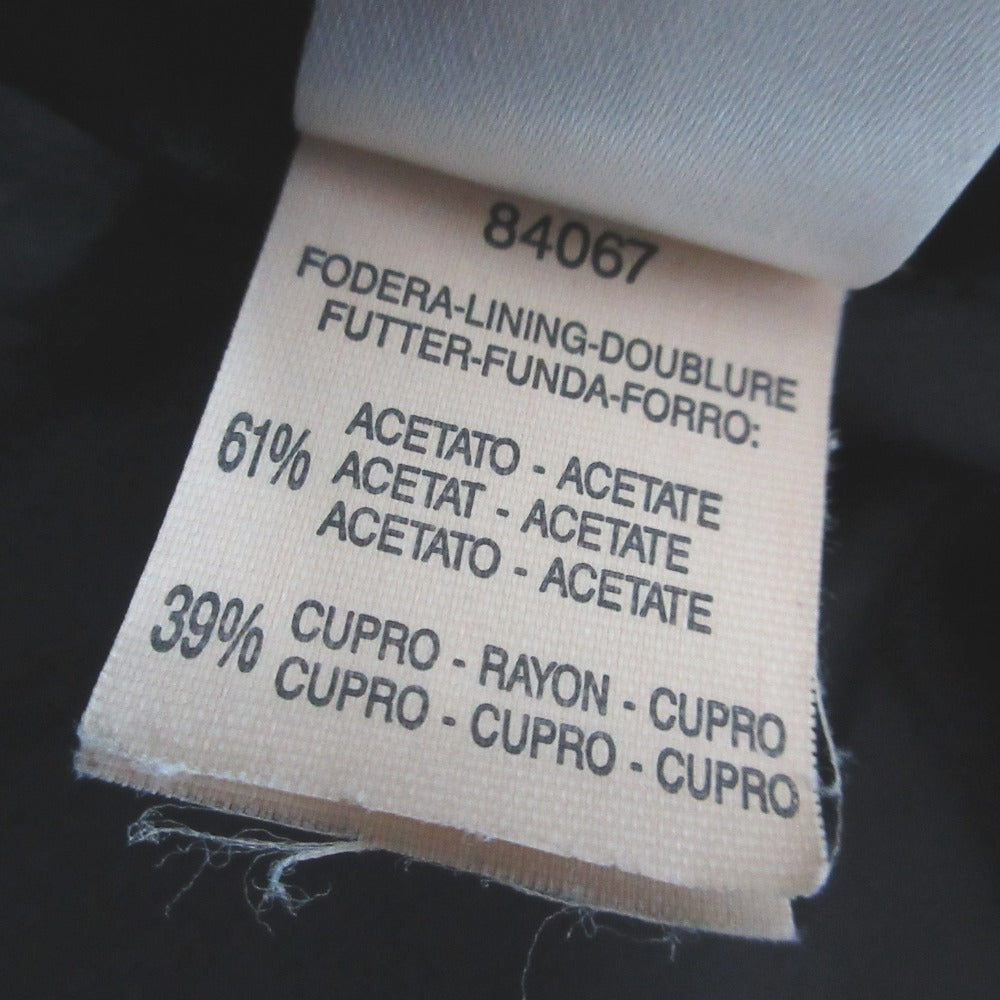 84067
FODERA-LINING-DOUBLURE
FUTTER-FUNDA-FORRO:
61% ACETATO - ACETATE
ACETAT - ACETATE
ACETATO - ACETATE
39% CUPRO - RAYON - CUPRO
CUPRO - CUPRO - CUPRO